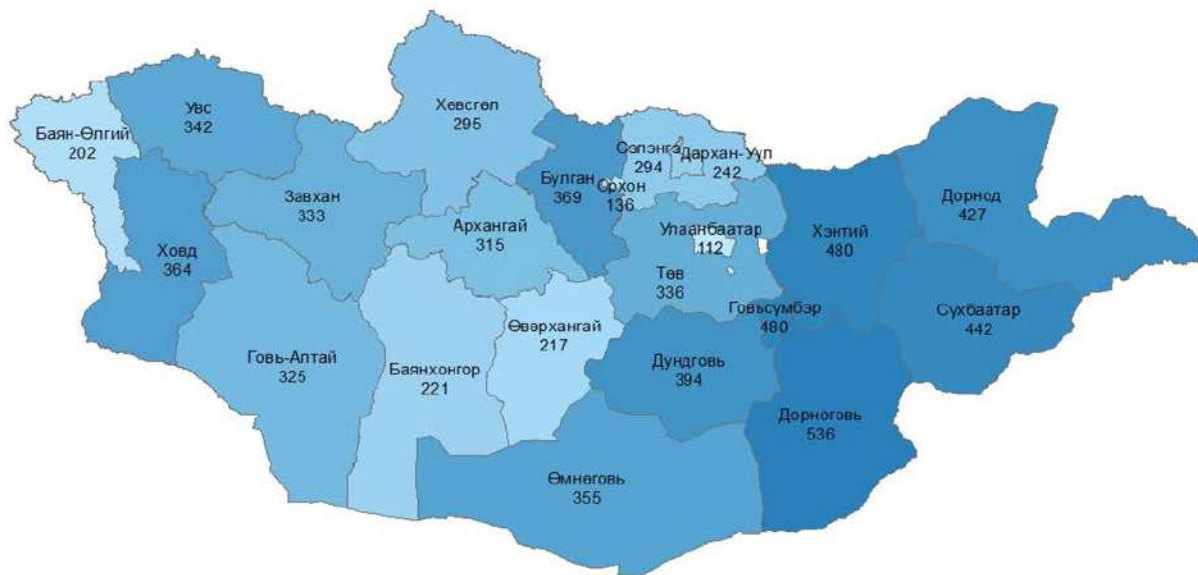 Увс
342
Баян-Өлгий
202
Ховд
364
Завхан
333
Говь-Алтай
325
Хөвсгөл
295
Архангай
315
Баянхонгор
221
Өвөрхангай
217
Булган
369
Орхон
136
Сэлэнгэ
294
Дархан-Уул
242
Улаанбаатар
112
Төв
336
Говьсүмбэр
480
Дундговь
394
Өмнөговь
355
Дорноговь
536
Хэнтий
480
Дорнод
427
Сүхбаатар
442